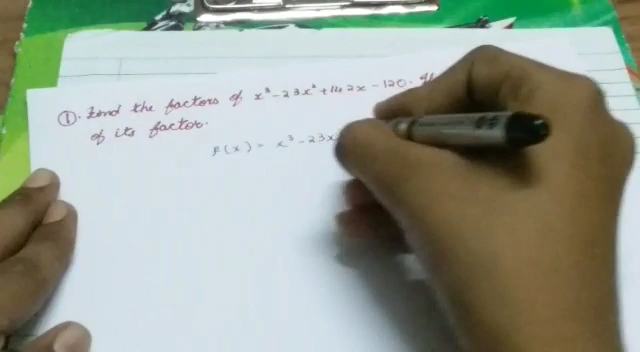 ①. Find the factors of x³-23x²+142x-120.
of its factor.
f(x) = x³-23x